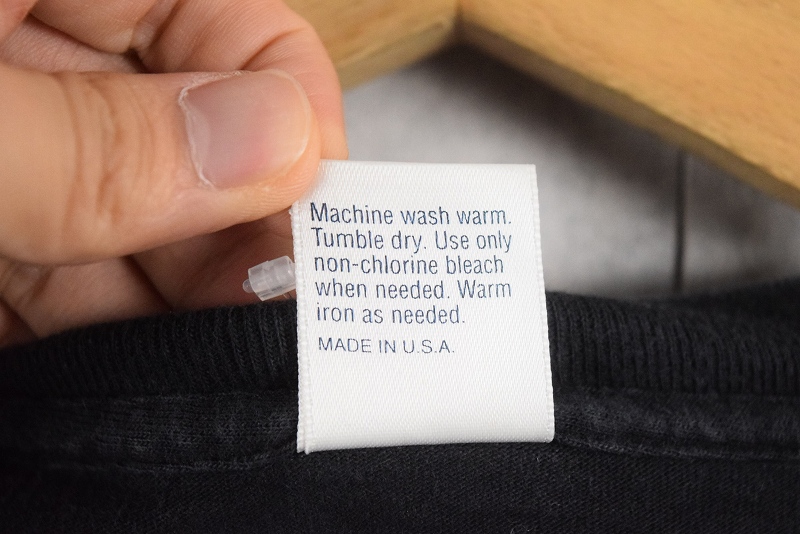 Machine wash warm.
Tumble dry. Use only
non-chlorine bleach
when needed. Warm
iron as needed.
MADE IN U.S.A.